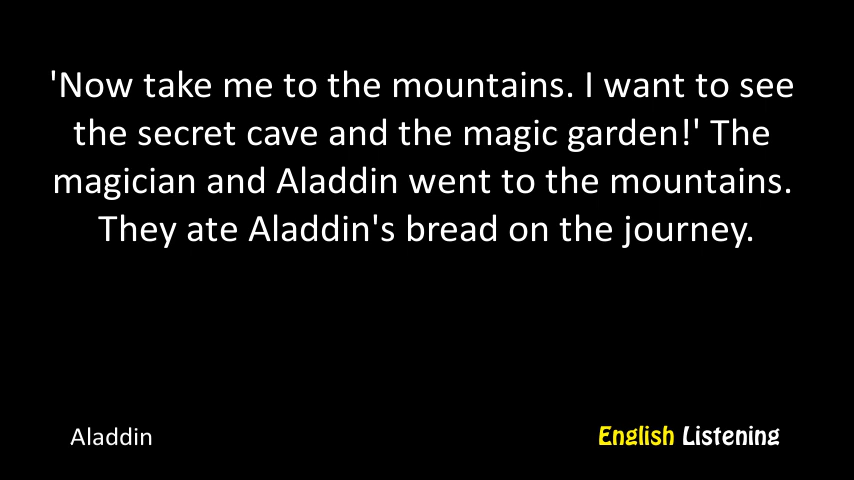 'Now take me to the mountains. I want to see
the secret cave and the magic garden!' The
magician and Aladdin went to the mountains.
They ate Aladdin's bread on the journey.
Aladdin
English Listening